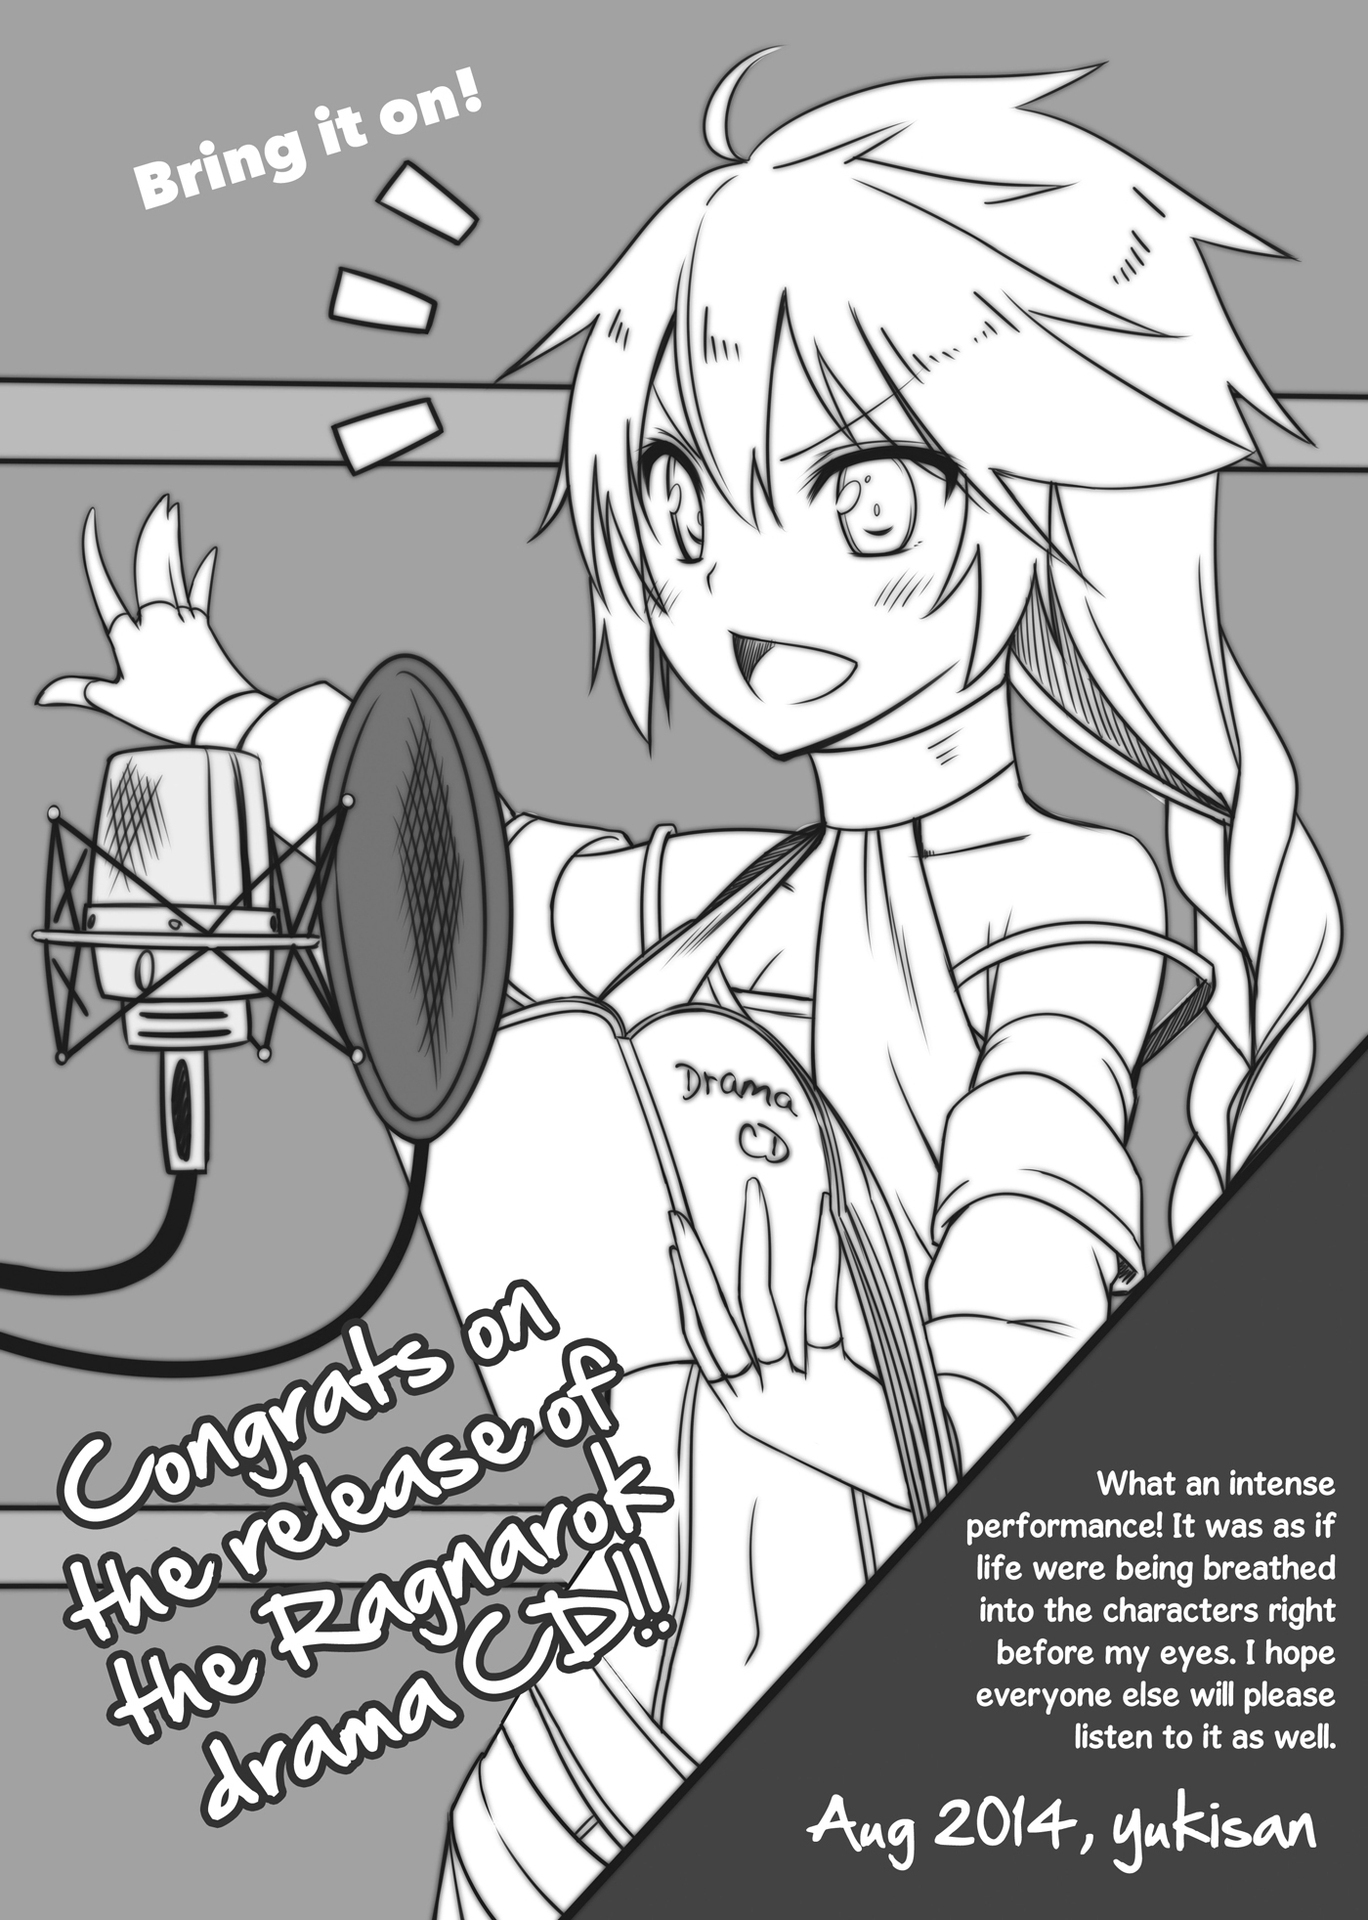 Bring it on!
Drama
CD
Congrats on
the release of
the Ragnarok
drama CD!!
What an intense
performance! It was as if
life were being breathed
into the characters right
before my eyes. I hope
everyone else will please
listen to it as well.
Aug 2014, yukisan